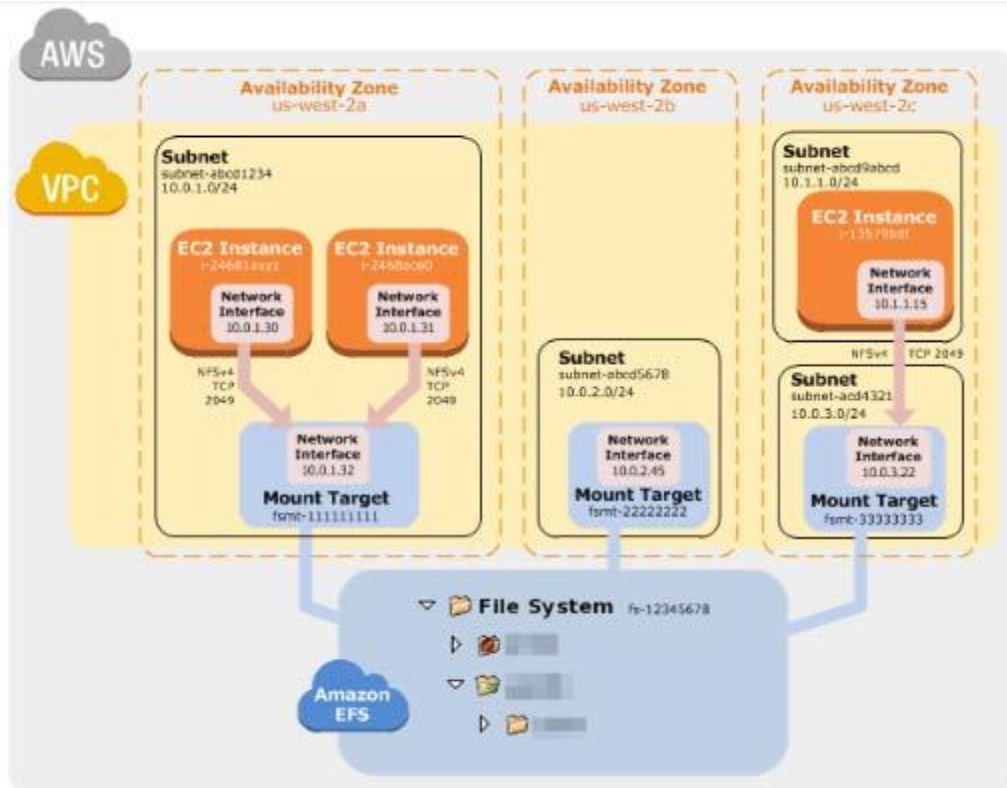 AWS
Availability Zone
us-west-2a
Availability Zone
us-west-2b
Availability Zone
us-west-2c
VPC
Subnet
subnet-abcd1234
10.0.1.0/24
EC2 Instance
EC2 Instance
Network
Interface
10.0.1.30
Network
Interface
10.0.1.31
NFSv4
TCP
2049
NFSv4
TCP
2049
Network
Interface
10.0.1.32
Mount Target
fsmt-111111111
Subnet
subnet-abcd5678
10.0.2.0/24
Network
Interface
10.0.2.45
Mount Target
fsmt-22222222
Subnet
subnet-abcd9abcd
10.1.1.0/24
EC2 Instance
i-13579bdf
Network
Interface
10.1.1.15
NFSv4 TCP 2049
Subnet
subnet-acd4321
10.0.3.0/24
Network
Interface
10.0.3.22
Mount Target
fsmt-33333333
File System fs-12345678
Amazon
EFS